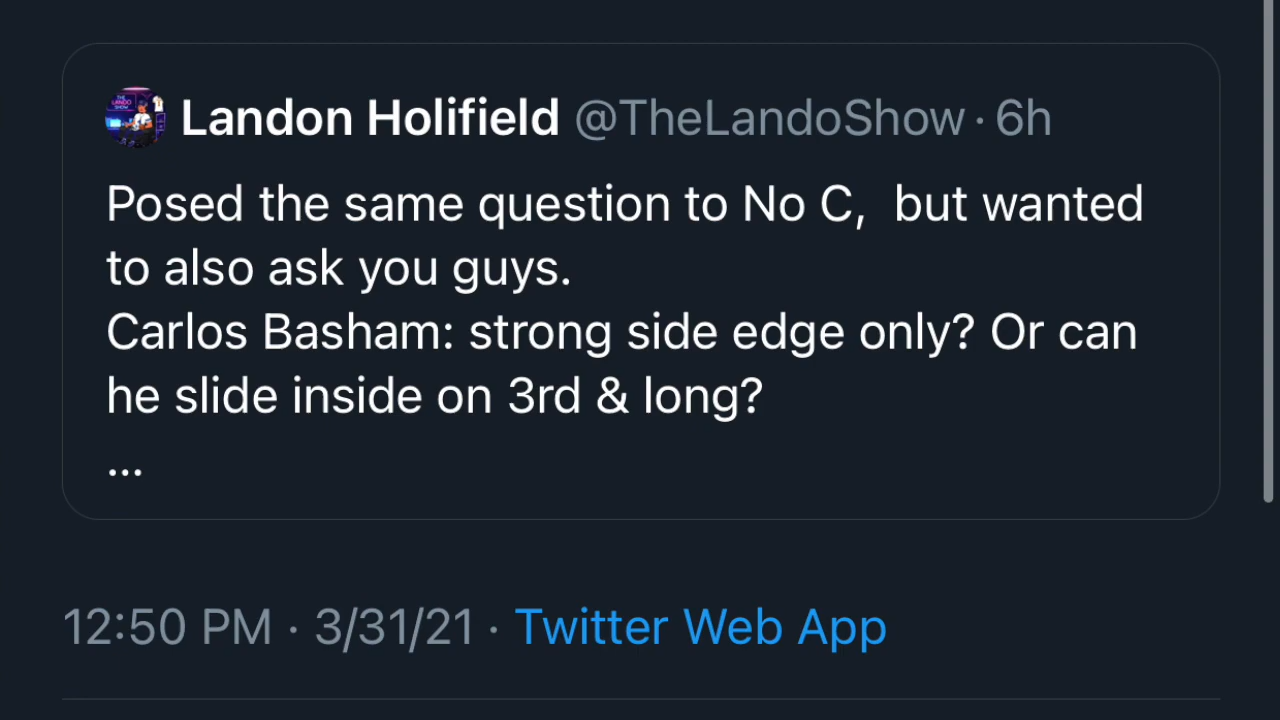 Landon Holifield @TheLandoShow · 6h
Posed the same question to No C,  but wanted
to also ask you guys.
Carlos Basham: strong side edge only? Or can
he slide inside on 3rd & long?
...
12:50 PM · 3/31/21 · Twitter Web App